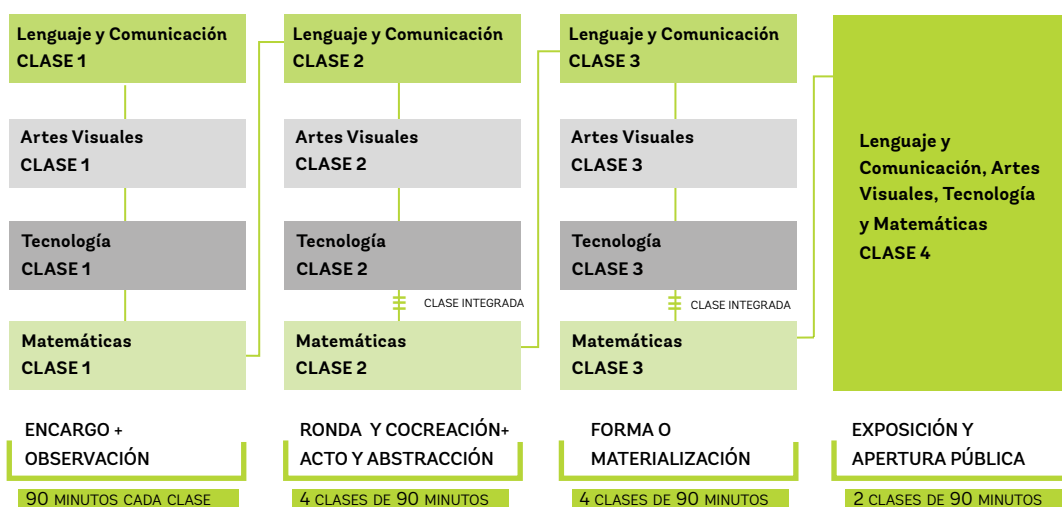 Lenguaje y Comunicación
CLASE 1
Artes Visuales
CLASE 1
Tecnología
CLASE 1
Matemáticas
CLASE 1
ENCARGO +
OBSERVACIÓN
90 MINUTOS CADA CLASE
Lenguaje y Comunicación
CLASE 2
Artes Visuales
CLASE 2
Tecnología
CLASE 2
CLASE INTEGRADA
Matemáticas
CLASE 2
RONDA Y COCREACIÓN+
ACTO Y ABSTRACCIÓN
4 CLASES DE 90 MINUTOS
Lenguaje y Comunicación
CLASE 3
Artes Visuales
CLASE 3
Tecnología
CLASE 3
CLASE INTEGRADA
Matemáticas
CLASE 3
FORMA O
MATERIALIZACIÓN
4 CLASES DE 90 MINUTOS
Lenguaje y
Comunicación, Artes
Visuales, Tecnología
y Matemáticas
CLASE 4
EXPOSICIÓN Y
APERTURA PÚBLICA
2 CLASES DE 90 MINUTOS